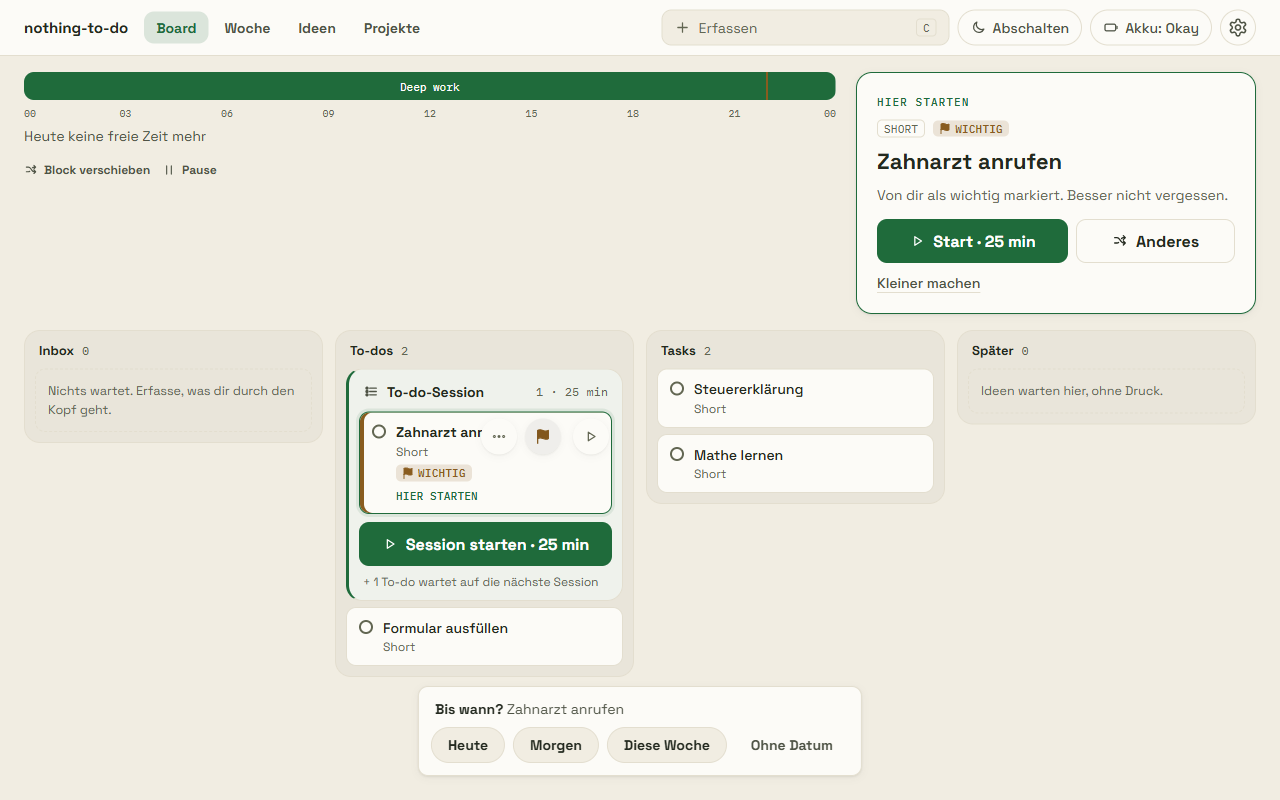 nothing-to-do
Board
Woche
Ideen
Projekte
Erfassen
C
Abschalten
Akku: Okay
Deep work
00 03 06 09 12 15 18 21 00
Heute keine freie Zeit mehr
Block verschieben
Pause
HIER STARTEN
SHORT
WICHTIG
Zahnarzt anrufen
Von dir als wichtig markiert. Besser nicht vergessen.
Start · 25 min
Anderes
Kleiner machen
Inbox 0
Nichts wartet. Erfasse, was dir durch den
Kopf geht.
To-dos 2
To-do-Session
1 · 25 min
Zahnarzt anr
Short
WICHTIG
HIER STARTEN
Session starten · 25 min
+ 1 To-do wartet auf die nächste Session
Formular ausfüllen
Short
Tasks 2
Steuererklärung
Short
Mathe lernen
Short
Später 0
Ideen warten hier, ohne Druck.
Bis wann? Zahnarzt anrufen
Heute
Morgen
Diese Woche
Ohne Datum